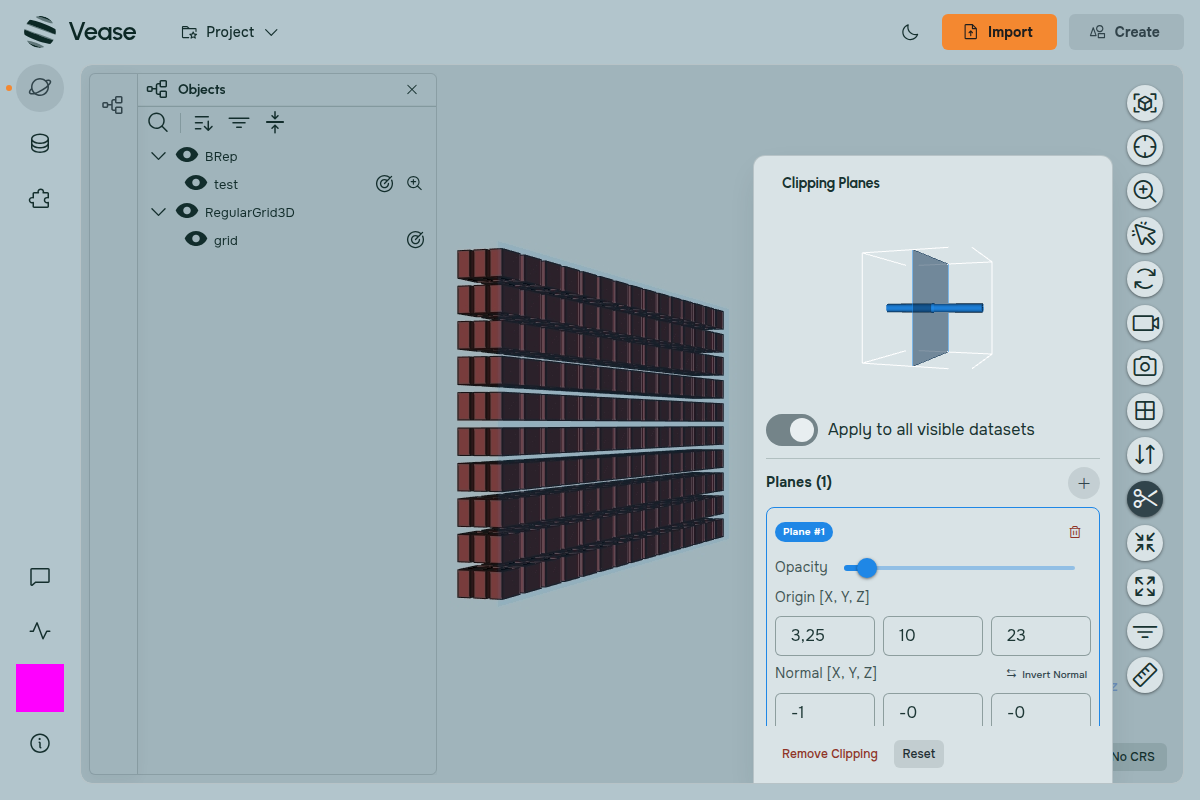 Vease
Project
Import
Create
Objects
BRep
test
RegularGrid3D
grid
Clipping Planes
Apply to all visible datasets
Planes (1)
Plane #1
Opacity
Origin [X, Y, Z]
3,25
10
23
Normal [X, Y, Z]
Invert Normal
-1
-0
-0
Remove Clipping
Reset
No CRS
Z